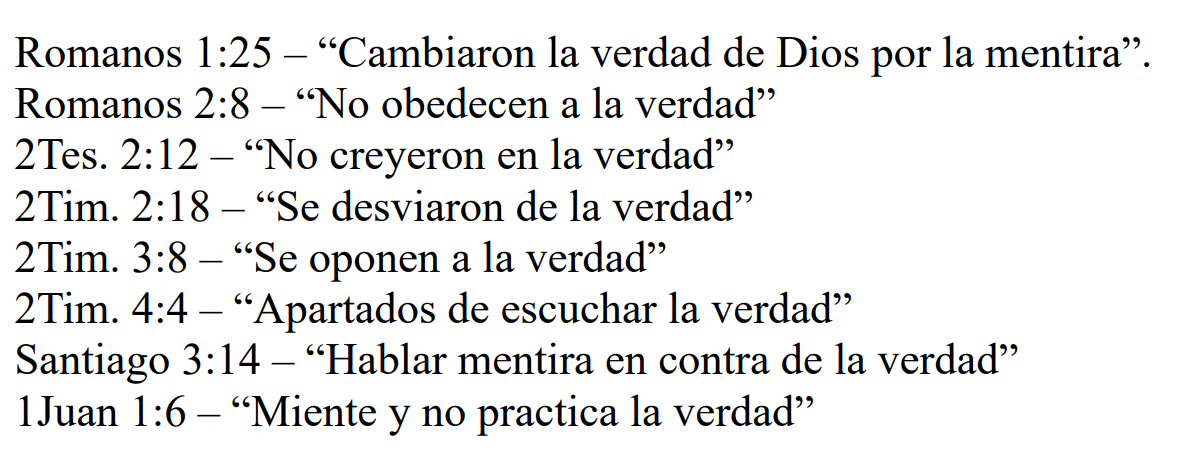 Romanos 1:25 – “Cambiaron la verdad de Dios por la mentira”.
Romanos 2:8 – “No obedecen a la verdad”
2Tes. 2:12 – “No creyeron en la verdad”
2Tim. 2:18 – “Se desviaron de la verdad”
2Tim. 3:8 – “Se oponen a la verdad”
2Tim. 4:4 – “Apartados de escuchar la verdad”
Santiago 3:14 – “Hablar mentira en contra de la verdad”
1Juan 1:6 – “Miente y no practica la verdad”